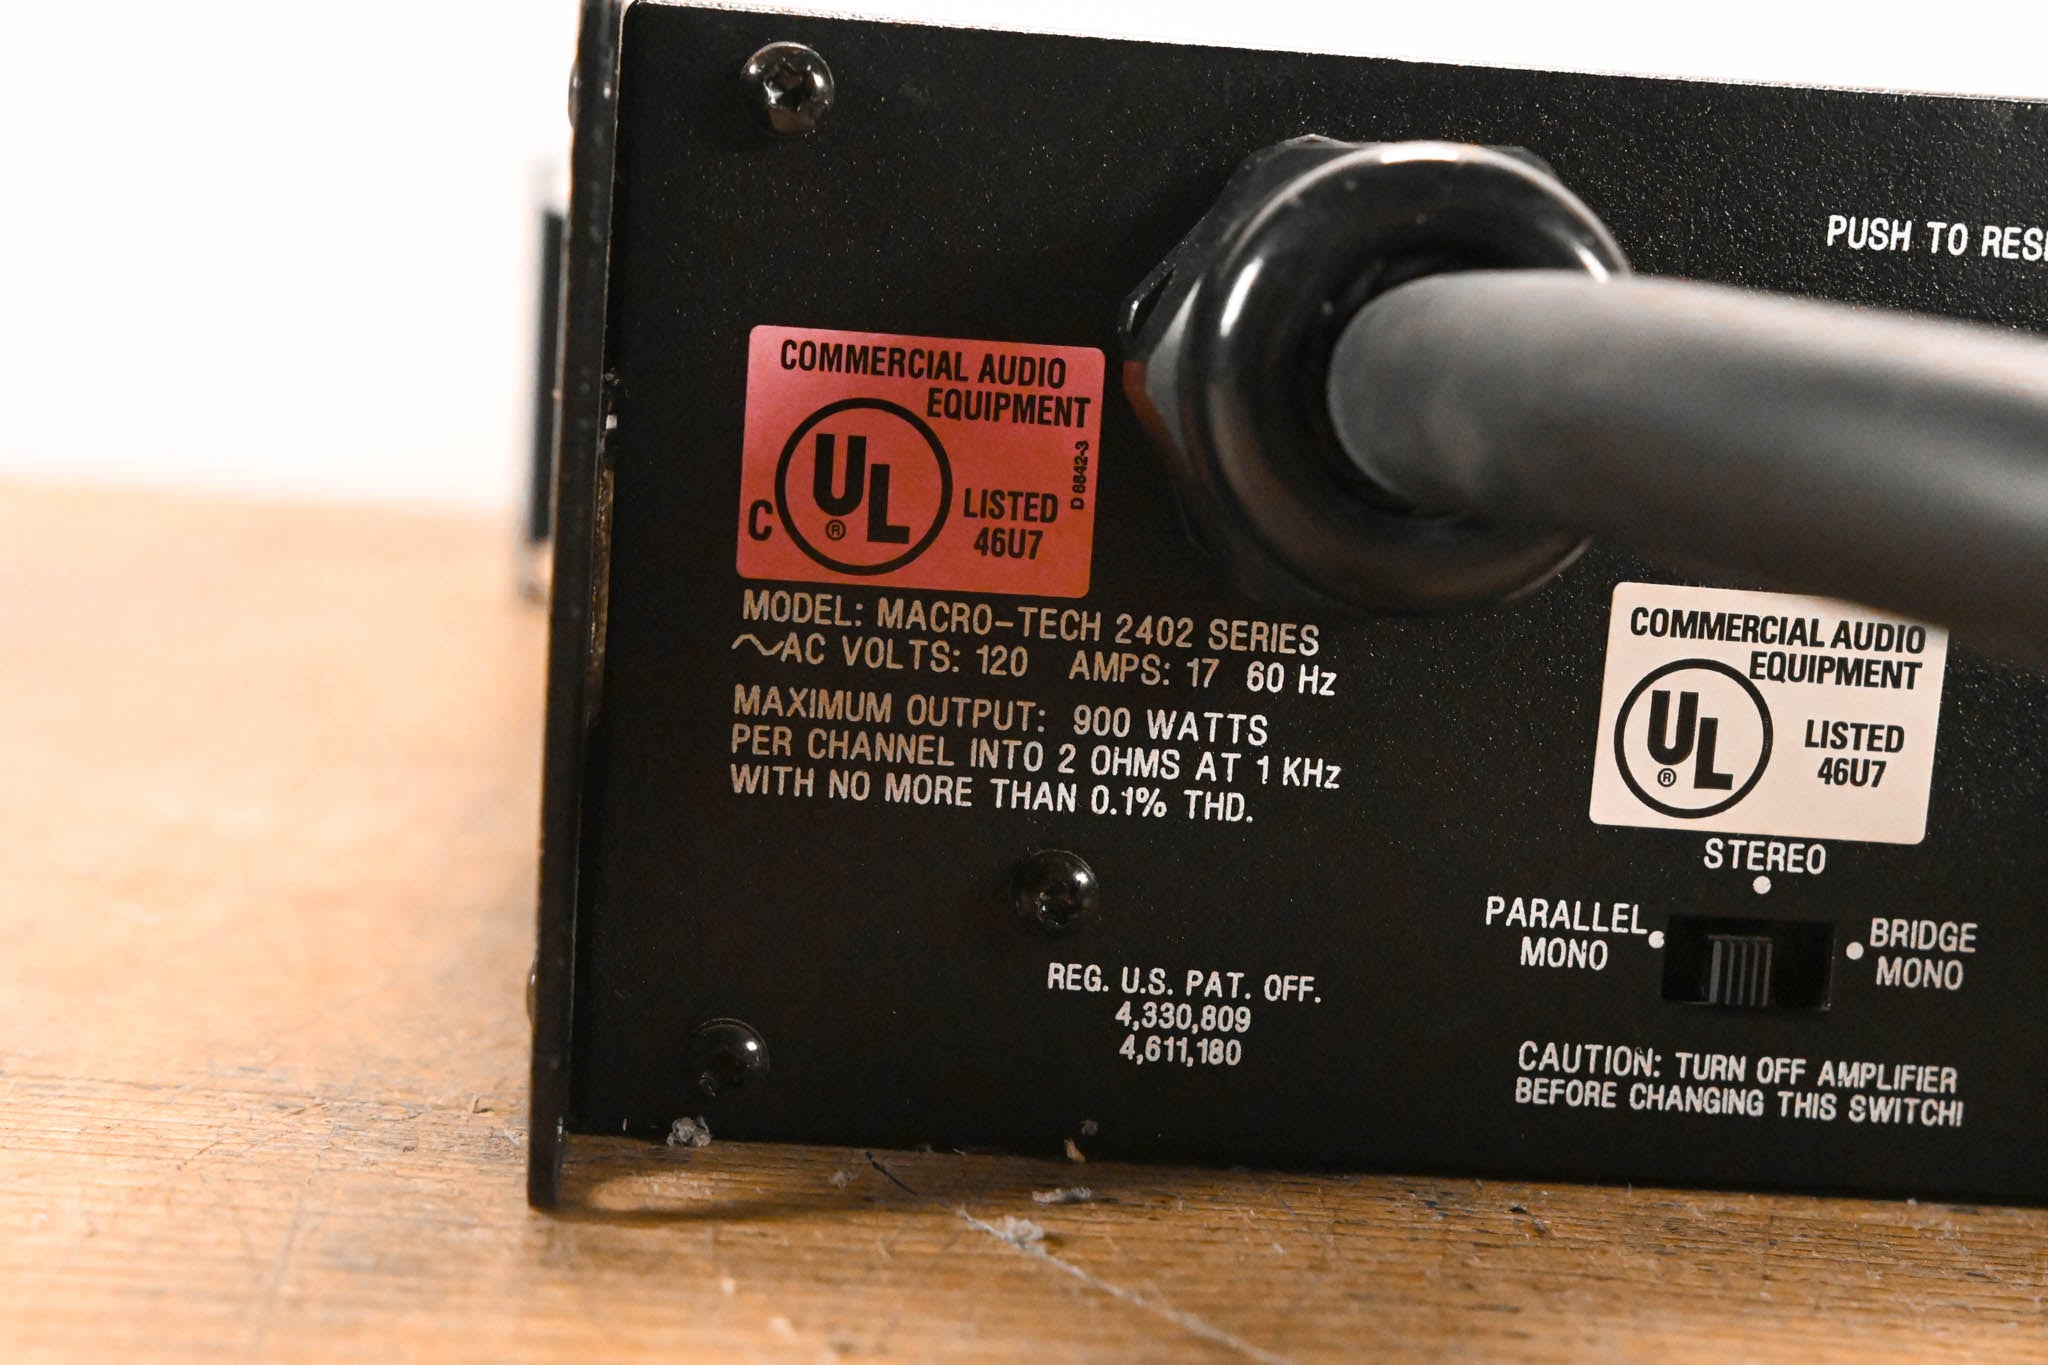 PUSH TO RES
COMMERCIAL AUDIO
EQUIPMENT
D 8842-3
C UL ® LISTED
46U7
MODEL: MACRO-TECH 2402 SERIES
~AC VOLTS: 120 AMPS: 17 60 Hz
MAXIMUM OUTPUT: 900 WATTS
PER CHANNEL INTO 2 OHMS AT 1 KHz
WITH NO MORE THAN 0.1% THD.
COMMERCIAL AUDIO
EQUIPMENT
UL ® LISTED
46U7
STEREO
PARALLEL
MONO
BRIDGE
MONO
REG. U.S. PAT. OFF.
4,330,809
4,611,180
CAUTION: TURN OFF AMPLIFIER
BEFORE CHANGING THIS SWITCH!